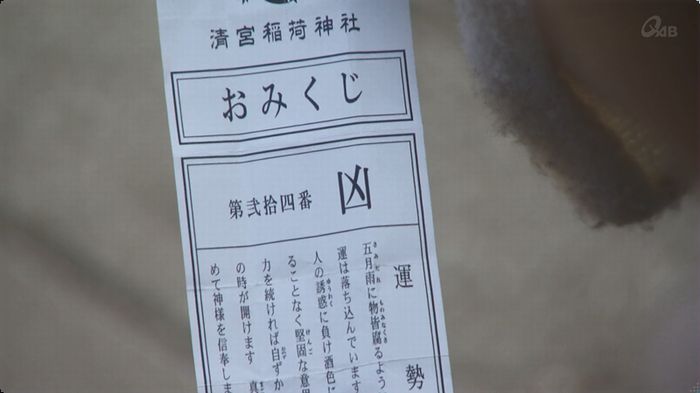 QAB
清宮稲荷神社
おみくじ
第弐拾四番 凶
運 勢
五月雨に物皆腐るよう
運は落ち込んでいます
人の誘惑に負け酒色に
ることなく堅固な意
力を続ければ自ずか
の時が開けます 真
めて神様を信奉しま